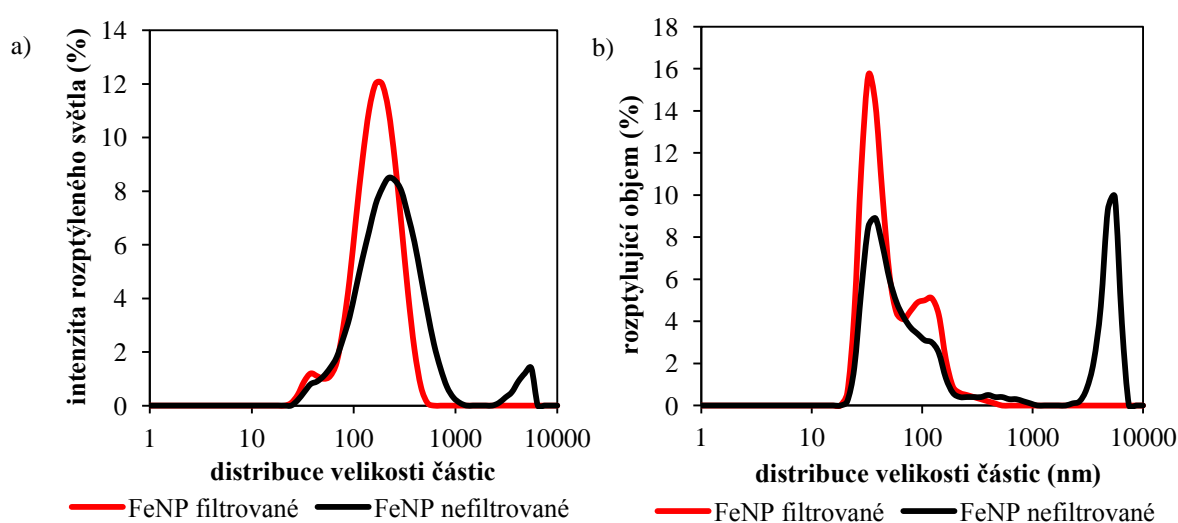 a)
intenzita rozptýleného světla (%)
14
12
10
8
6
4
2
0
1 10 100 1000 10000
distribuce velikosti částic
FeNP filtrované FeNP nefiltrované
b)
rozptylující objem (%)
18
16
14
12
10
8
6
4
2
0
1 10 100 1000 10000
distribuce velikosti částic (nm)
FeNP filtrované FeNP nefiltrované